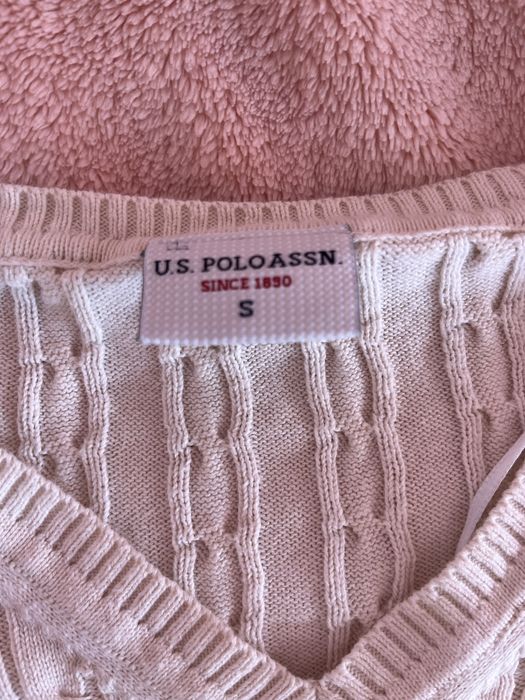 U.S. POLO ASSN.
SINCE 1890
S